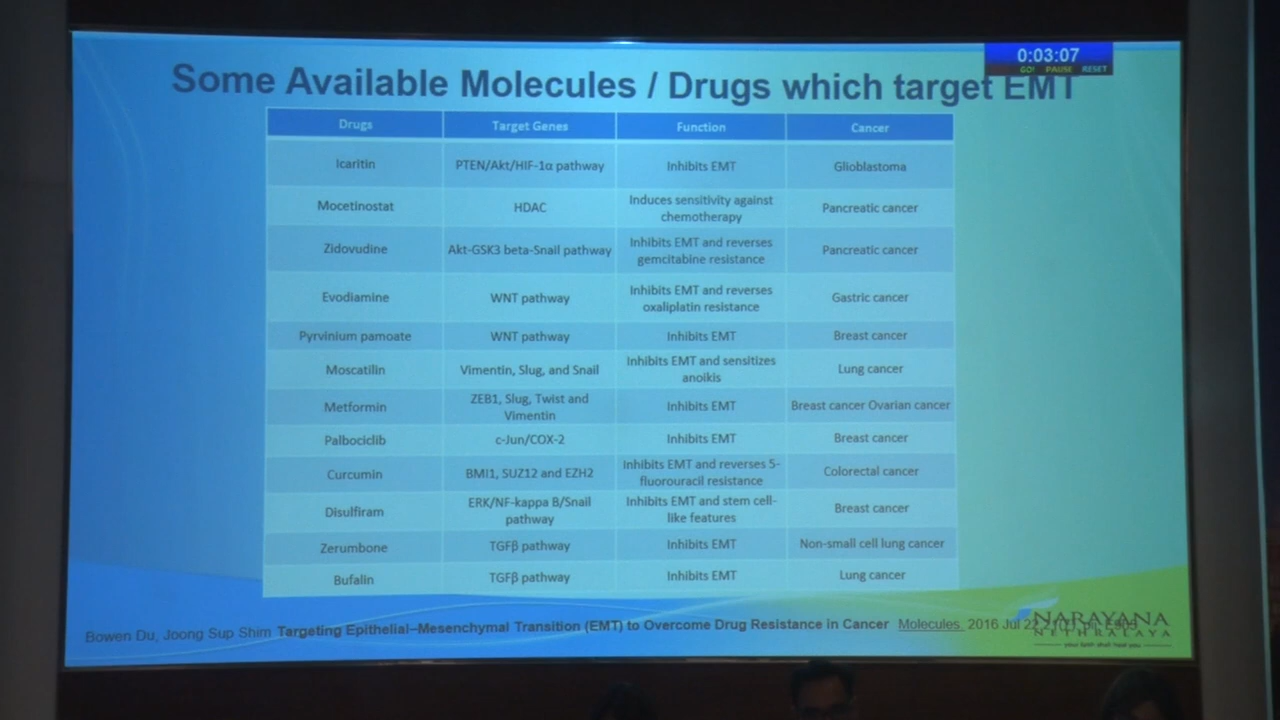 0:03:07
GO! PAUSE RESET
Some Available Molecules / Drugs which target EMT
Drugs Target Genes Function Cancer
Icaritin PTEN/Akt/HIF-1α pathway Inhibits EMT Glioblastoma
Mocetinostat HDAC Induces sensitivity against chemotherapy Pancreatic cancer
Zidovudine Akt-GSK3 beta-Snail pathway Inhibits EMT and reverses gemcitabine resistance Pancreatic cancer
Evodiamine WNT pathway Inhibits EMT and reverses oxaliplatin resistance Gastric cancer
Pyrvinium pamoate WNT pathway Inhibits EMT Breast cancer
Moscatilin Vimentin, Slug, and Snail Inhibits EMT and sensitizes anoikis Lung cancer
Metformin ZEB1, Slug, Twist and Vimentin Inhibits EMT Breast cancer Ovarian cancer
Palbociclib c-Jun/COX-2 Inhibits EMT Breast cancer
Curcumin BMI1, SUZ12 and EZH2 Inhibits EMT and reverses 5-fluorouracil resistance Colorectal cancer
Disulfiram ERK/NF-kappa B/Snail pathway Inhibits EMT and stem cell-like features Breast cancer
Zerumbone TGFβ pathway Inhibits EMT Non-small cell lung cancer
Bufalin TGFβ pathway Inhibits EMT Lung cancer
Bowen Du, Joong Sup Shim Targeting Epithelial–Mesenchymal Transition (EMT) to Overcome Drug Resistance in Cancer Molecules. 2016 Jul 22
NARAYANA
NETHRALAYA